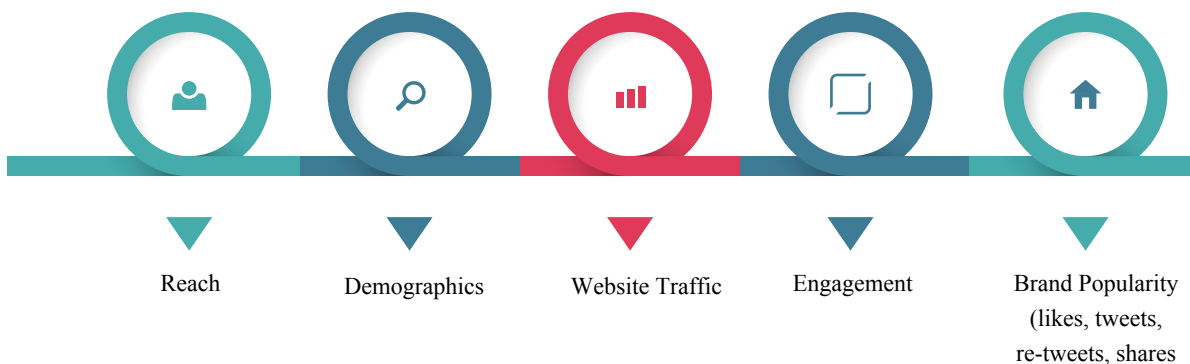 Reach
Demographics
Website Traffic
Engagement
Brand Popularity
(likes, tweets,
re-tweets, shares